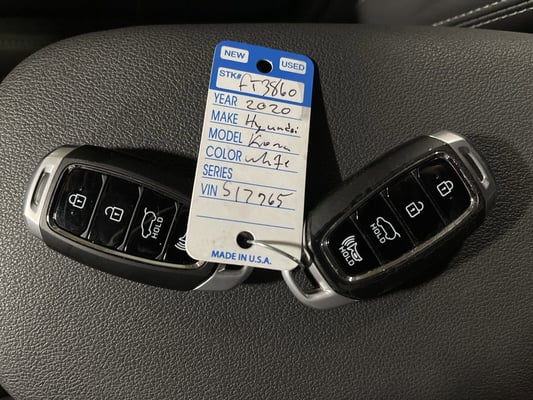 NEW USED
STK# FT3860
YEAR 2020
MAKE Hyundai
MODEL Kona
COLOR white
SERIES
VIN 517765
MADE IN U.S.A.
HOLD
HOLD
HOLD